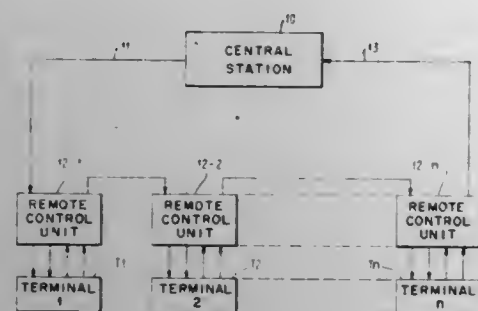 10
11
CENTRAL
STATION
13
12-1
12-2
12-n
REMOTE
CONTROL
UNIT
REMOTE
CONTROL
UNIT
REMOTE
CONTROL
UNIT
T1
T2
Tn
TERMINAL
1
TERMINAL
2
TERMINAL
n